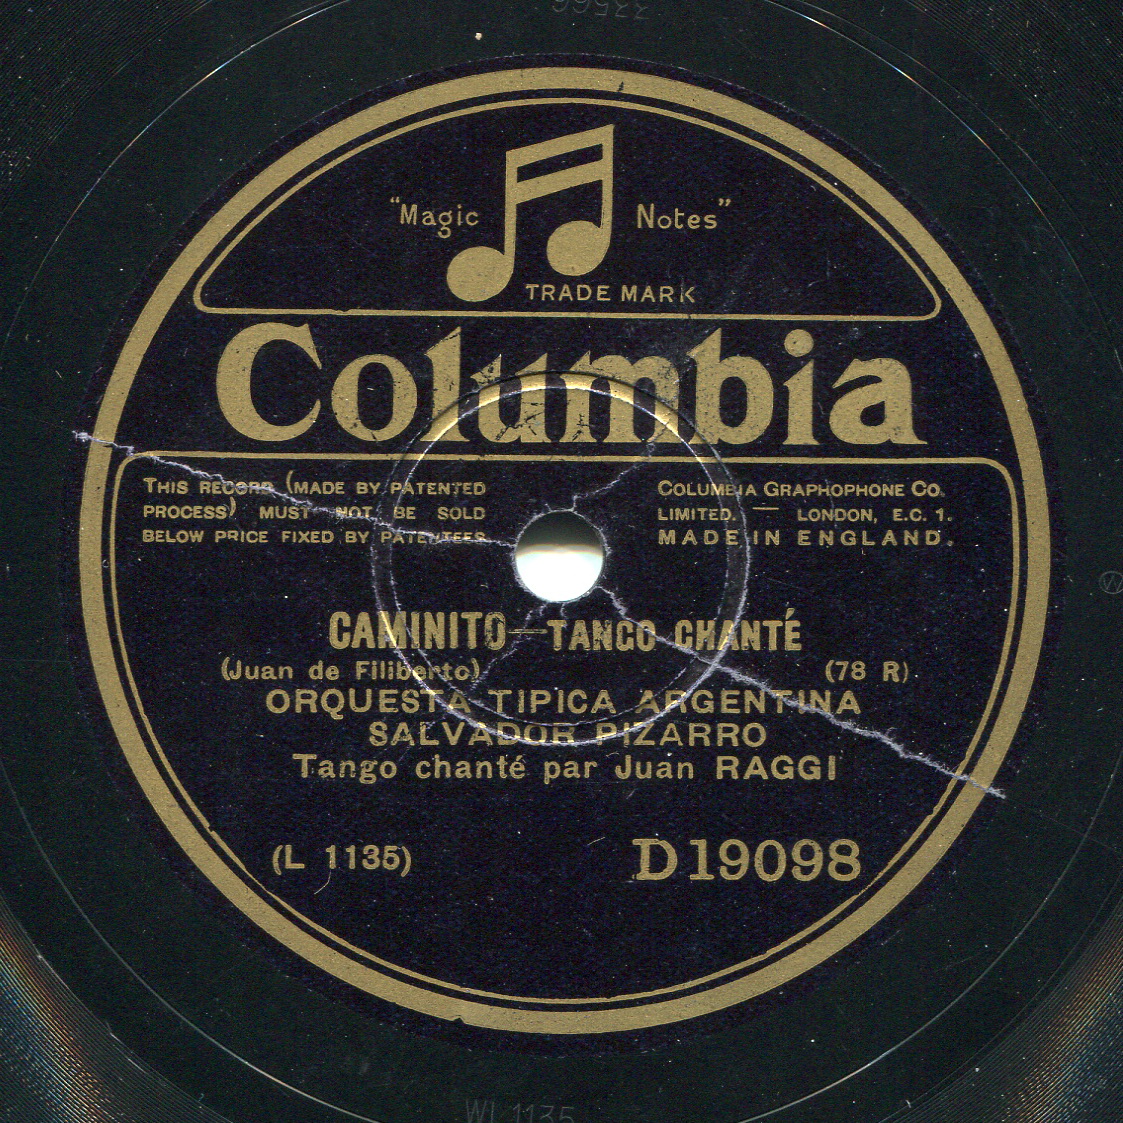 33566
"Magic Notes"
TRADE MARK
Columbia
THIS RECORD (MADE BY PATENTED
PROCESS) MUST NOT BE SOLD
BELOW PRICE FIXED BY PATENTEES
COLUMBIA GRAPHOPHONE CO.
LIMITED. — LONDON, E.C. 1.
MADE IN ENGLAND.
CAMINITO—TANGO CHANTÉ
(Juan de Filiberto) (78 R)
ORQUESTA TIPICA ARGENTINA
SALVADOR PIZARRO
Tango chanté par Juan RAGGI
(L 1135) D19098
W
WL1135